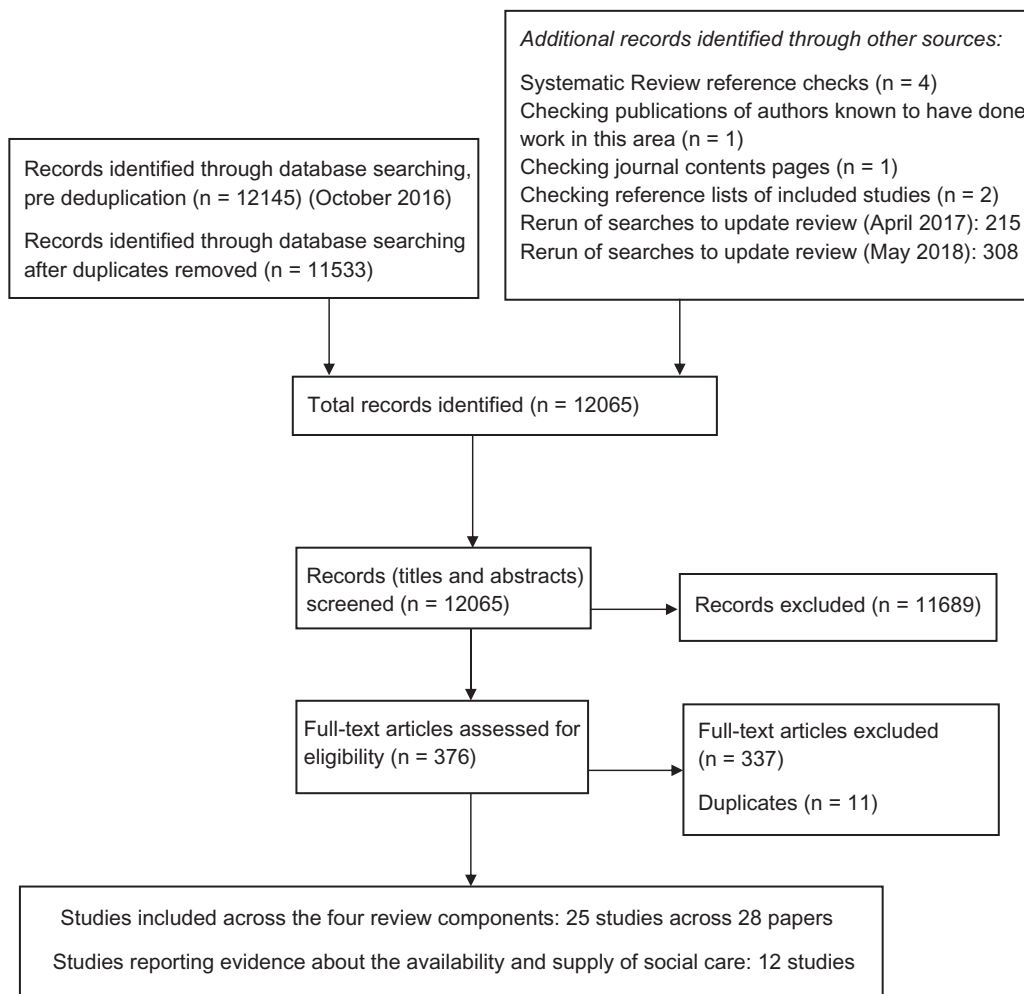 Records identified through database searching,
pre deduplication (n = 12145) (October 2016)
Records identified through database searching
after duplicates removed (n = 11533)
Additional records identified through other sources:
Systematic Review reference checks (n = 4)
Checking publications of authors known to have done
work in this area (n = 1)
Checking journal contents pages (n = 1)
Checking reference lists of included studies (n = 2)
Rerun of searches to update review (April 2017): 215
Rerun of searches to update review (May 2018): 308
Total records identified (n = 12065)
Records (titles and abstracts)
screened (n = 12065)
Records excluded (n = 11689)
Full-text articles assessed for
eligibility (n = 376)
Full-text articles excluded
(n = 337)
Duplicates (n = 11)
Studies included across the four review components: 25 studies across 28 papers
Studies reporting evidence about the availability and supply of social care: 12 studies